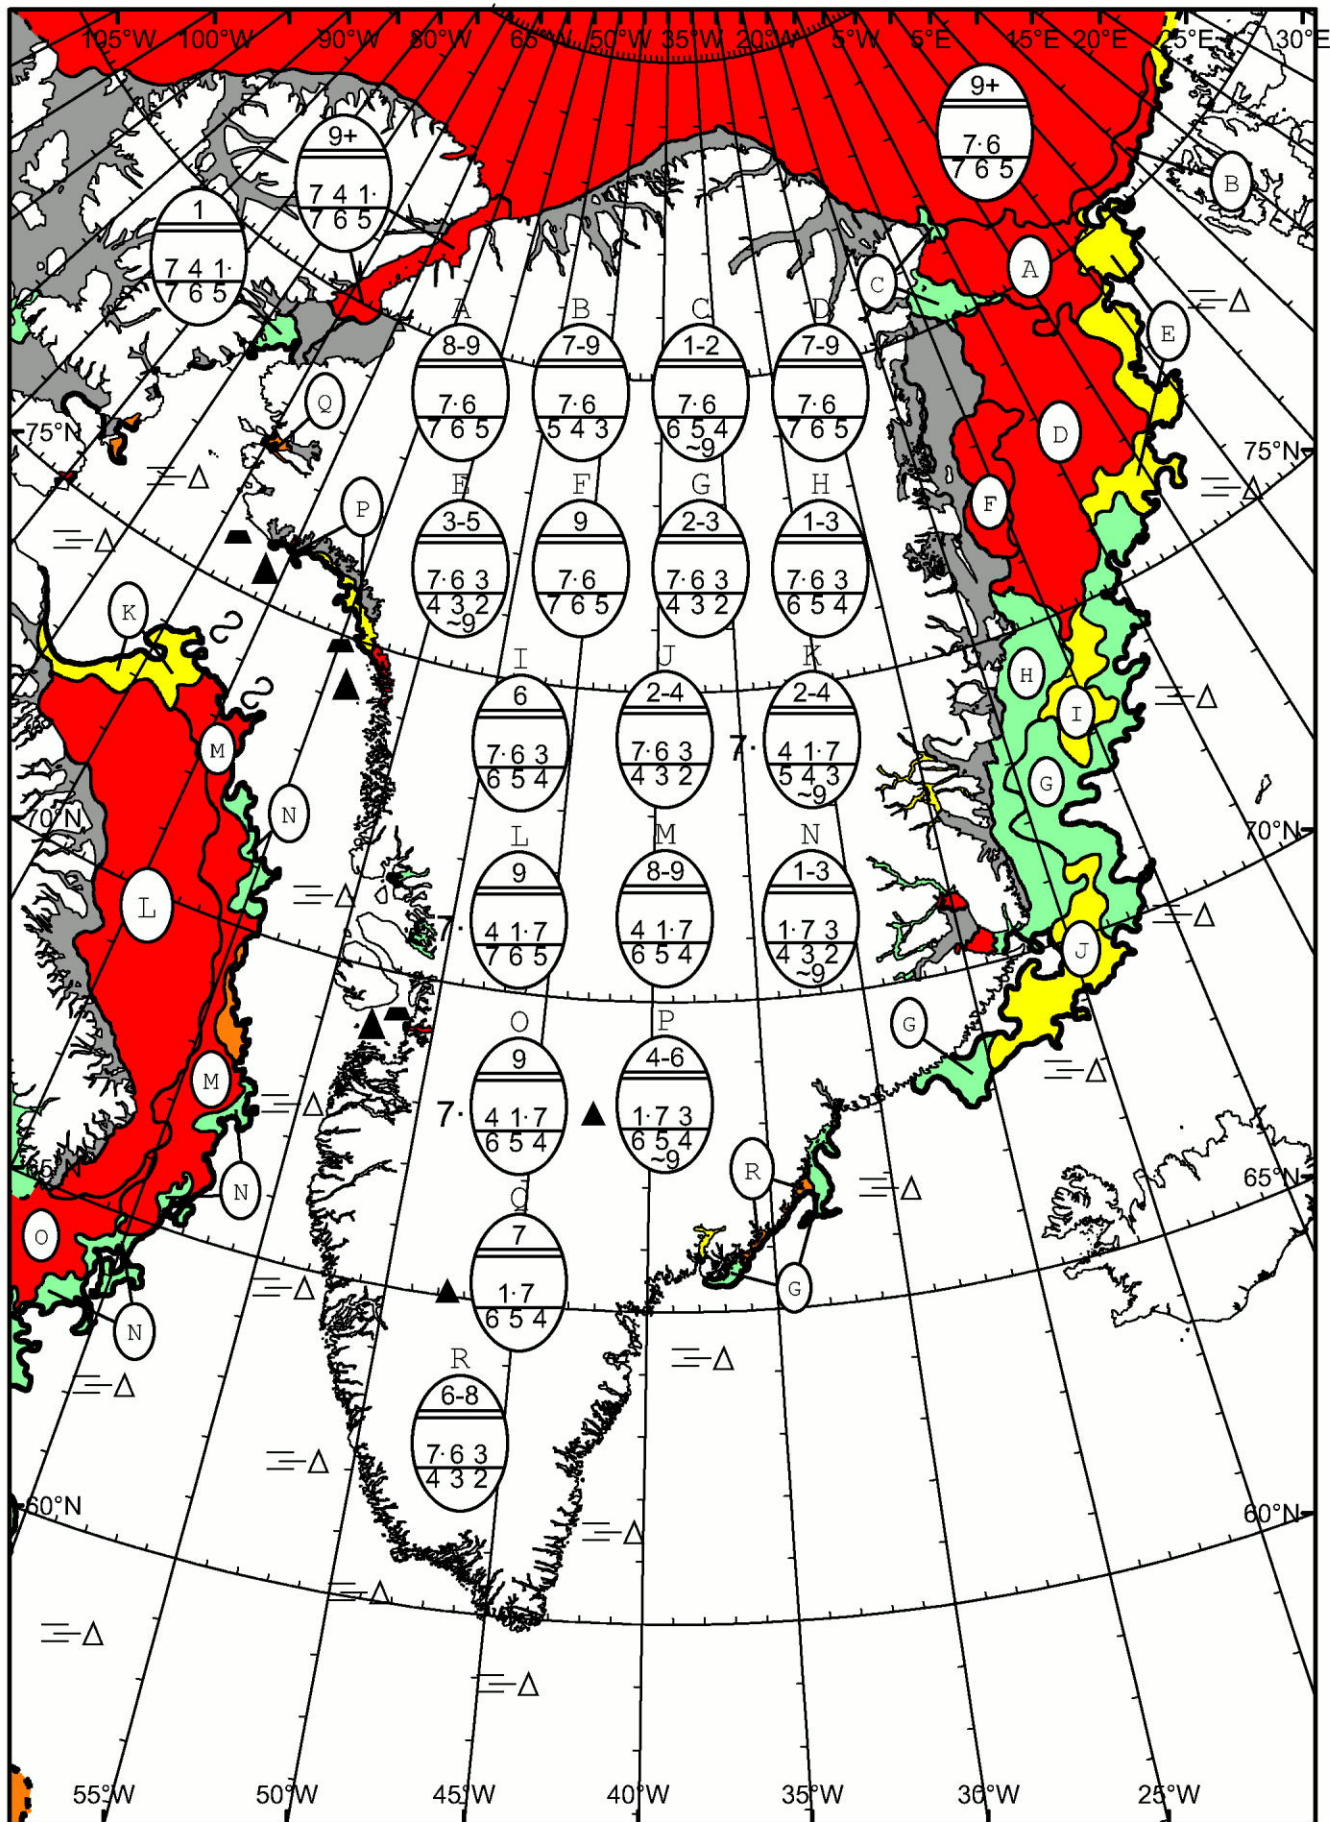 105°W 100°W 90°W 80°W 65°W 50°W 35°W 20°W 5°W 5°E 15°E 20°E 30°E
9+
7·6
7 6 5
B
9+
7 4 1·
7 6 5
1
7 4 1·
7 6 5
C
A
E
A B C D
8-9 7-9 1-2 7-9
7·6 7·6 7·6 7·6
7 6 5 5 4 3 6 5 4 7 6 5
~9
Q
75°N
75°N
D
F
P
E F G H
3-5 9 2-3 1-3
7·6 3 7·6 7·6 3 7·6 3
4 3 2 7 6 5 4 3 2 6 5 4
~9
K
I J K
6 2-4 2-4
7·6 3 7·6 3 7· 4 1·7
6 5 4 4 3 2 5 4 3
~9
H
I
M
G
N
70°N
70°N
L M N
9 8-9 1-3
7· 4 1·7 4 1·7 1·7 3
7 6 5 6 5 4 4 3 2
~9
L
J
G
M
O P
9 4-6
7· 4 1·7 ▲ 1·7 3
6 5 4 6 5 4
~9
R
65°N
65°N
N
O
Q
7
▲ 1·7
6 5 4
G
N
R
6-8
7·6 3
4 3 2
60°N
60°N
55°W 50°W 45°W 40°W 35°W 30°W 25°W